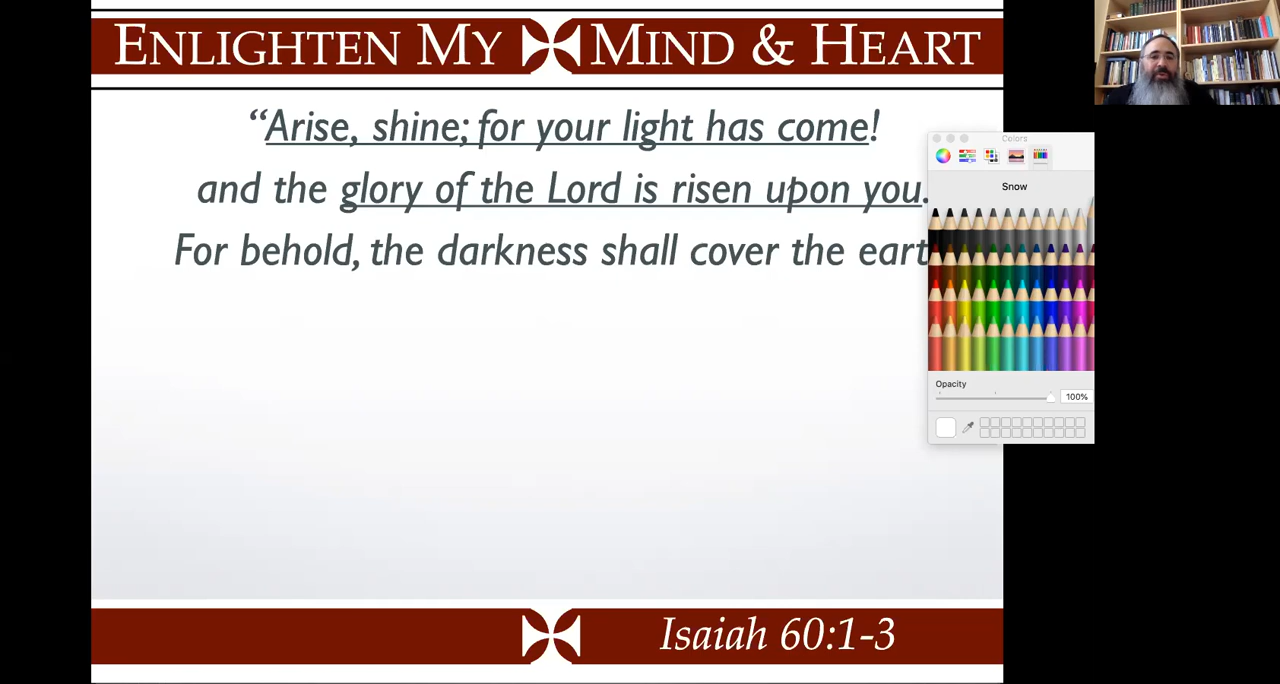 ENLIGHTEN MY MIND & HEART
“Arise, shine; for your light has come!
and the glory of the Lord is risen upon you.
For behold, the darkness shall cover the eart
Colors
Snow
Opacity
100%
Isaiah 60:1-3